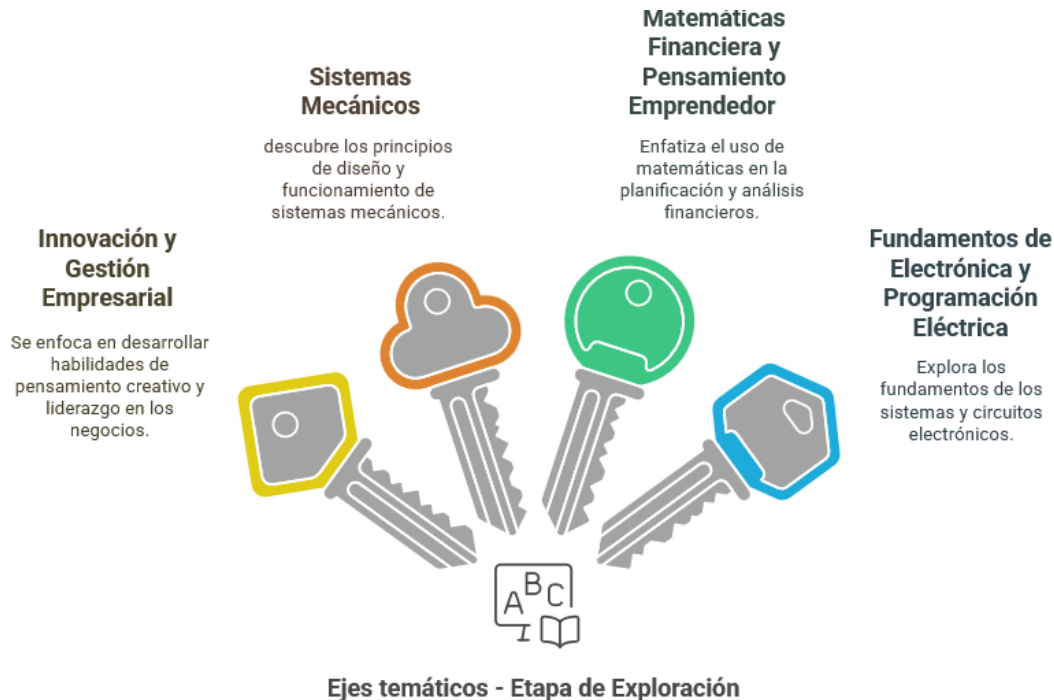 Innovación y
Gestión
Empresarial
Se enfoca en desarrollar
habilidades de
pensamiento creativo y
liderazgo en los
negocios.
Sistemas
Mecánicos
descubre los principios
de diseño y
funcionamiento de
sistemas mecánicos.
Matemáticas
Financiera y
Pensamiento
Emprendedor
Enfatiza el uso de
matemáticas en la
planificación y análisis
financieros.
Fundamentos de
Electrónica y
Programación
Eléctrica
Explora los
fundamentos de los
sistemas y circuitos
electrónicos.
A B C
Ejes temáticos - Etapa de Exploración